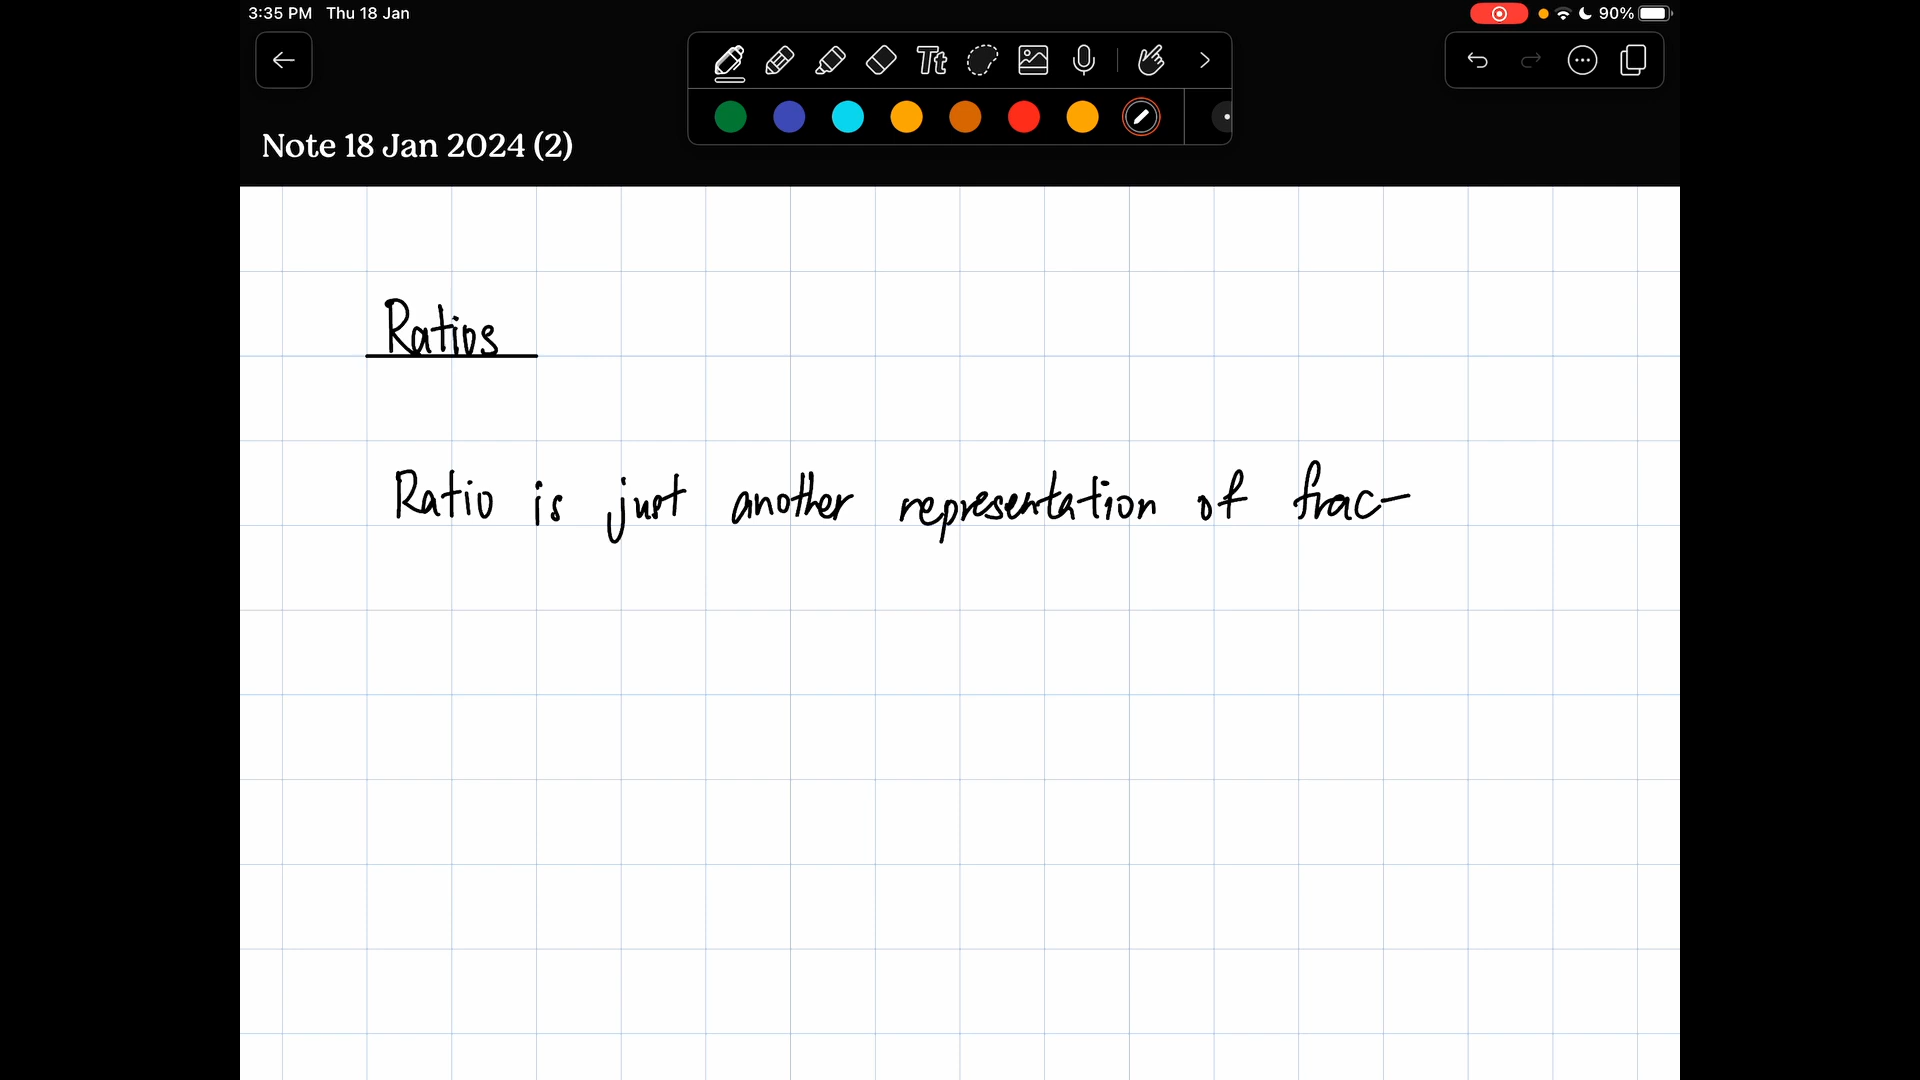 3:35 PM Thu 18 Jan
90%
Tt
Note 18 Jan 2024 (2)
Ratios
Ratio is just another representation of frac-